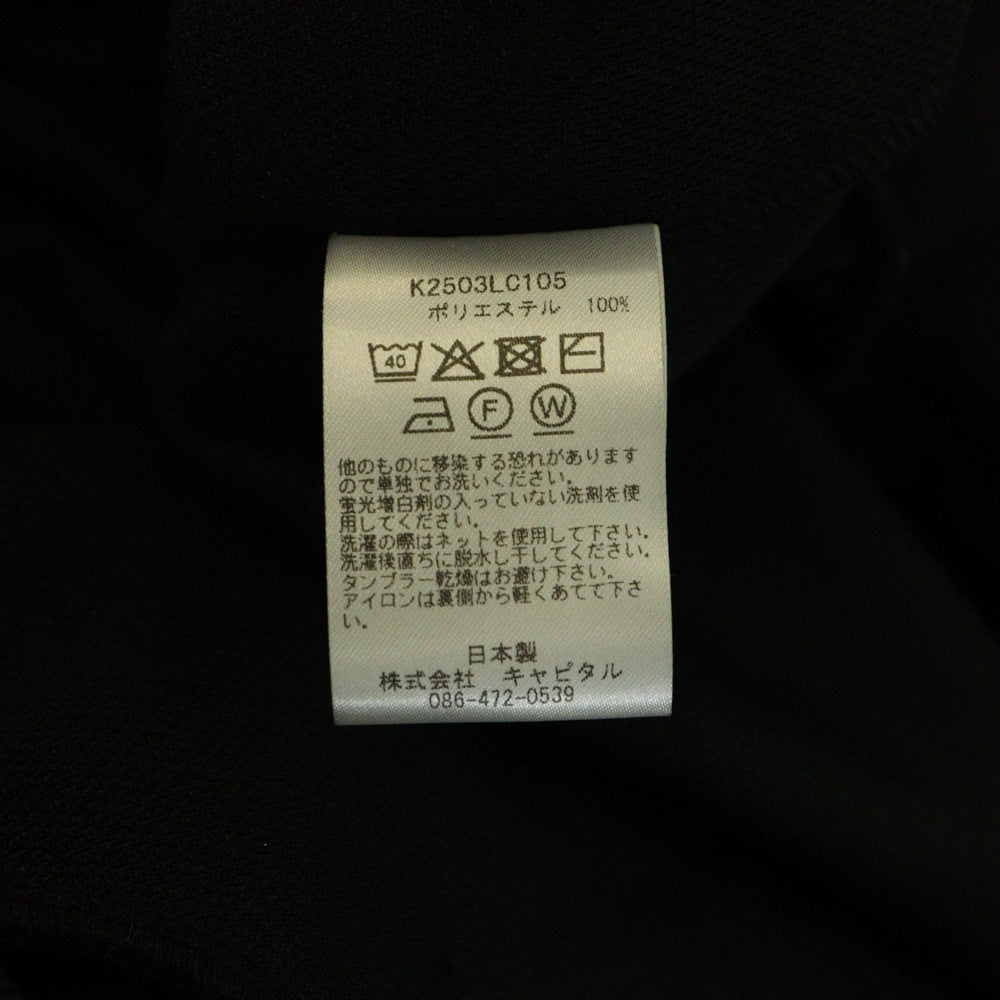 K2503LC105
ポリエステル 100%
40
F W
他のものに移染する恐れがあります
ので単独でお洗いください。
蛍光増白剤の入っていない洗剤を使
用してください。
洗濯の際はネットを使用して下さい。
洗濯後直ちに脱水し干してください。
タンブラー乾燥はお避け下さい。
アイロンは裏側から軽くあてて下さ
い。
日本製
株式会社 キャピタル
086-472-0539